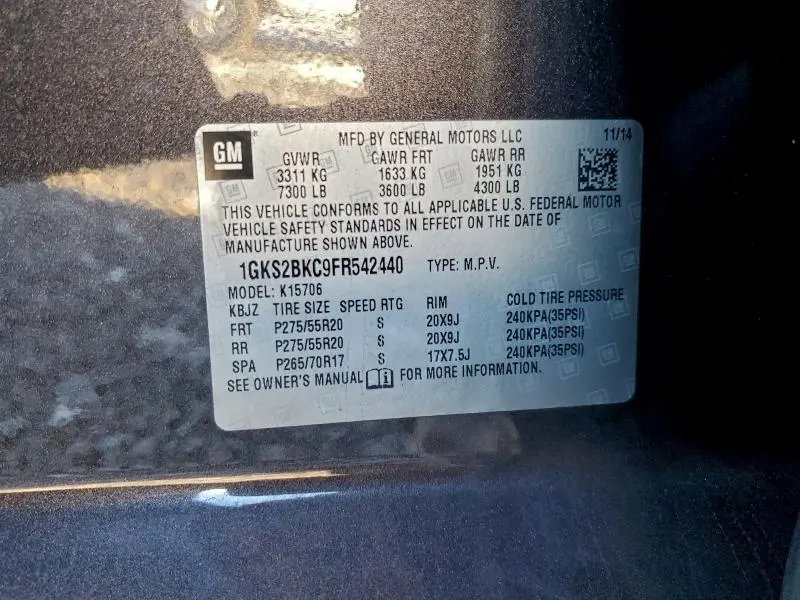 GM
MFD BY GENERAL MOTORS LLC 11/14
GVWR GAWR FRT GAWR RR
3311 KG 1633 KG 1951 KG
7300 LB 3600 LB 4300 LB
THIS VEHICLE CONFORMS TO ALL APPLICABLE U.S. FEDERAL MOTOR
VEHICLE SAFETY STANDARDS IN EFFECT ON THE DATE OF
MANUFACTURE SHOWN ABOVE.
1GKS2BKC9FR542440 TYPE: M.P.V.
MODEL: K15706
KBJZ TIRE SIZE SPEED RTG RIM COLD TIRE PRESSURE
FRT P275/55R20 S 20X9J 240KPA(35PSI)
RR P275/55R20 S 20X9J 240KPA(35PSI)
SPA P265/70R17 S 17X7.5J 240KPA(35PSI)
SEE OWNER'S MANUAL FOR MORE INFORMATION.